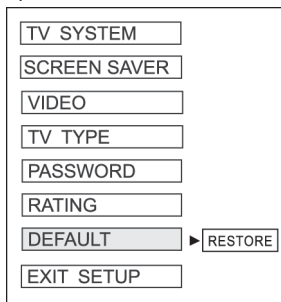 TV SYSTEM
SCREEN SAVER
VIDEO
TV TYPE
PASSWORD
RATING
DEFAULT ► RESTORE
EXIT SETUP